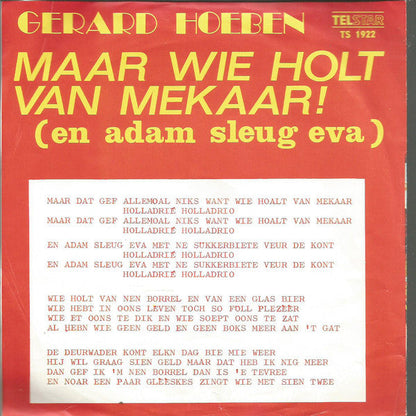 GERARD HOEBEN
TELSTAR
TS 1922
MAAR WIE HOLT
VAN MEKAAR!
(en adam sleug eva)
MAAR DAT GEF ALLEMOAL NIKS WANT WIE HOALT VAN MEKAAR
HOLLADRIË HOLLADRIO
MAAR DAT GEF ALLEMOAL NIKS WANT WIE HOALT VAN MEKAAR
HOLLADRIË HOLLADRIO
EN ADAM SLEUG EVA MET NE SUKKERBIETE VEUR DE KONT
HOLLADRIË HOLLADRIO
EN ADAM SLEUG EVA MET NE SUKKERBIETE VEUR DE KONT
HOLLADRIË HOLLADRIO
WIE HOLT VAN NEN BORREL EN VAN EEN GLAS BIER
WIE HEBT IN OONS LEVEN TOCH SO FOLL PLEZEER
WIE ET OONS TE DIK EN WIE SOEPT OONS TE ZAT
AL HEBN WIE GEEN GELD EN GEEN BOKS MEER AAN 'T GAT
DE DEURWADER KOMT ELKN DAG BIE MIE WEER
HIJ WIL GRAAG SIEN GELD MAAR DAT HEB IK NIG MEER
DAN GEF IK 'M NEN BORREL DAN IS 'E TEVREE
EN NOAR EEN PAAR GLEESKES ZINGT WIE MET SIEN TWEE